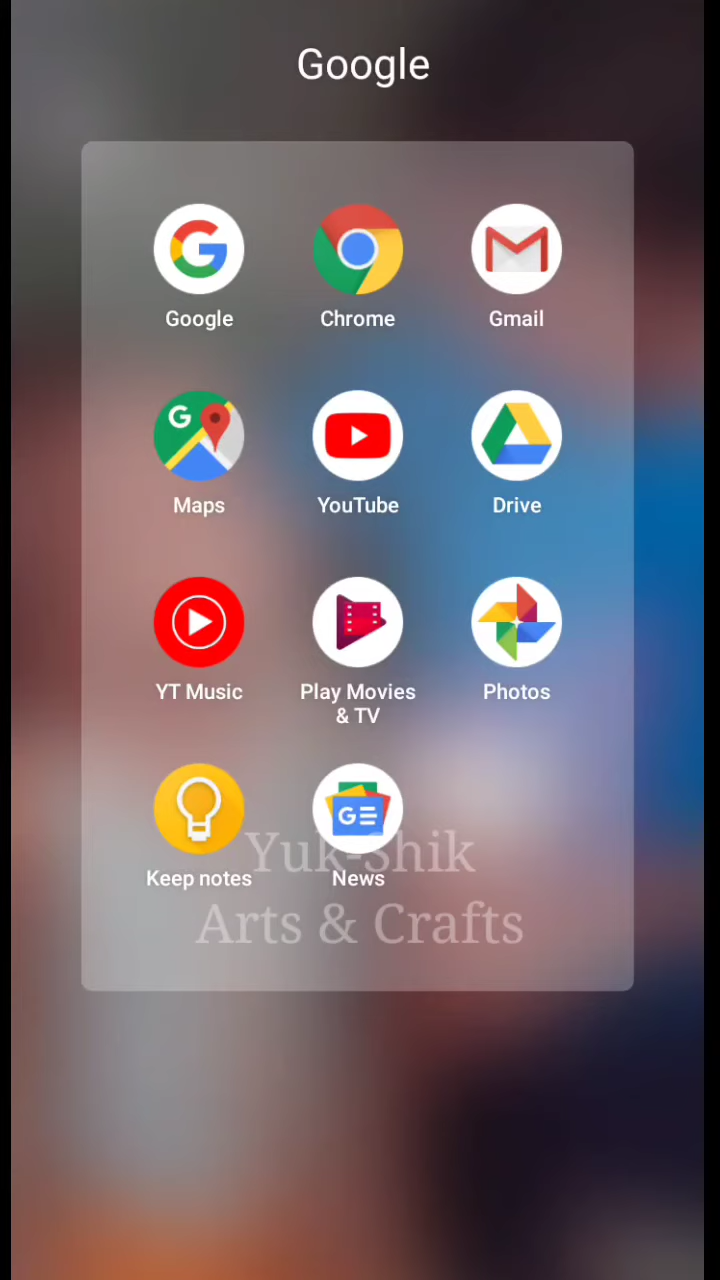 Google
Google Chrome Gmail
Maps YouTube Drive
YT Music Play Movies & TV Photos
Keep notes News
Yuk-Shik
Arts & Crafts